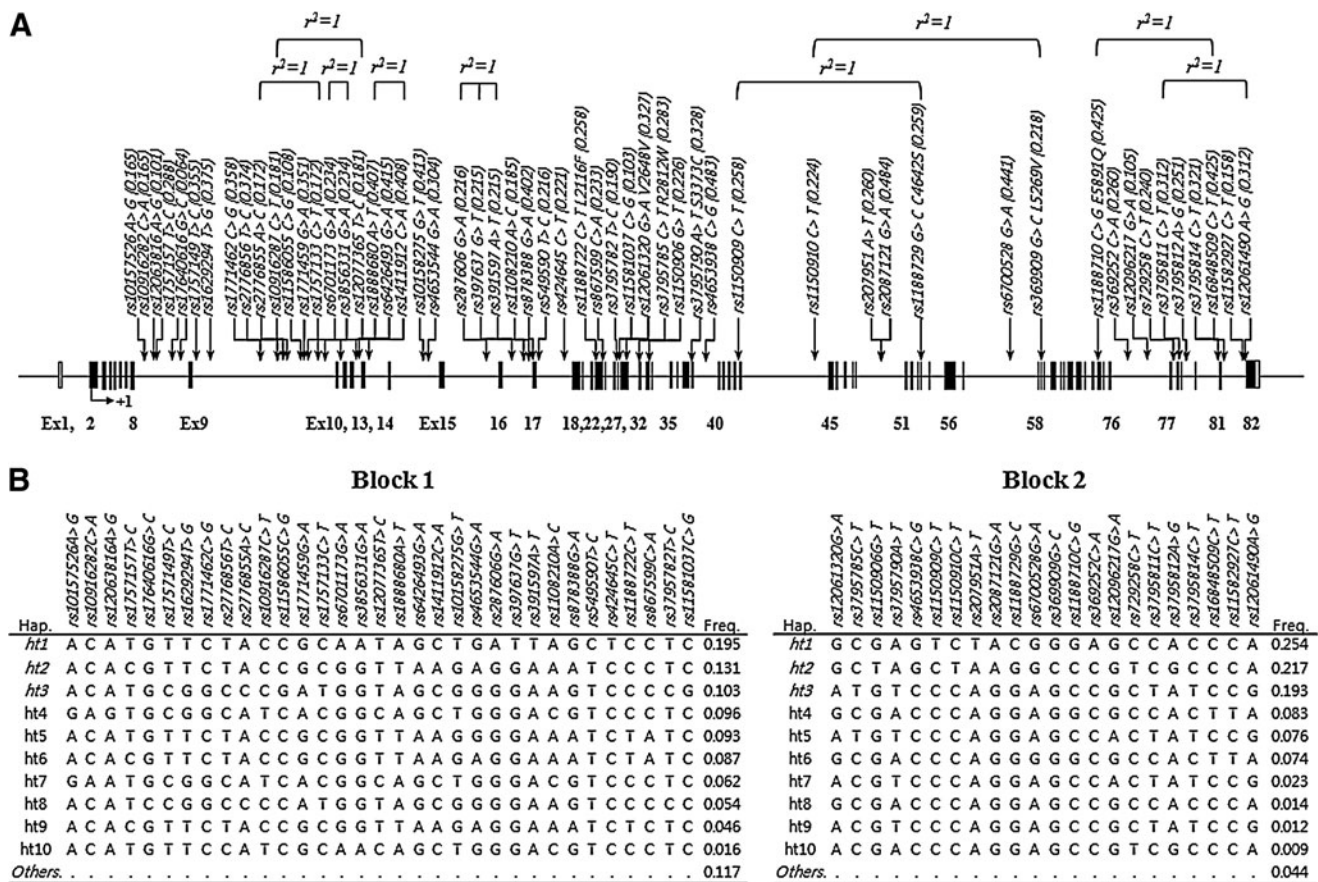 A
r²=1
r²=1
r²=1
r²=1
r²=1
r²=1
r²=1
r²=1
r²=1
r²=1
rs10157526 A> G (0.165)
rs10916282 C> A (0.165)
rs12061816 A> G (0.101)
rs1757157 T> C (0.288)
rs17640616 G> C (0.064)
rs1757149 T> C (0.355)
rs1629294 T> G (0.375)
rs1771462 C> G (0.358)
rs2776856 T> C (0.374)
rs2776855 A> C (0.172)
rs10916287 C> T (0.181)
rs11586055 C> G (0.108)
rs1771459 G> A (0.351)
rs1757133 C> T (0.172)
rs6701173 G> A (0.234)
rs3856331 G> A (0.234)
rs12077365 T> C (0.181)
rs1888680 A> T (0.407)
rs6426493 G> A (0.415)
rs1411912 C> A (0.408)
rs10158275 G> T (0.413)
rs4653544 G> A (0.304)
rs287606 G> A (0.216)
rs397637 G> T (0.215)
rs391597 A> T (0.215)
rs1108210 A> C (0.185)
rs878388 G> A (0.402)
rs549590 T> C (0.216)
rs424645 C> T (0.221)
rs1188722 C> T L2116F (0.258)
rs867599 C> A (0.233)
rs3795782 T> C (0.190)
rs11581037 C> G (0.103)
rs12061320 G> A V2648V (0.327)
rs3795785 C> T R2812W (0.283)
rs1150906 G> T (0.226)
rs3795790 A> T S3373C (0.328)
rs4653938 C> G (0.483)
rs1150909 C> T (0.258)
rs1150910 C> T (0.224)
rs207951 A> T (0.260)
rs2087121 G> A (0.484)
rs1188729 G> C C4642S (0.259)
rs6700528 G> A (0.441)
rs369909 G> C L5269V (0.218)
rs1188710 C> G E5891Q (0.425)
rs369252 C> A (0.260)
rs12096217 G> A (0.105)
rs729258 C> T (0.240)
rs3795811 C> T (0.312)
rs3795812 A> G (0.251)
rs3795814 C> T (0.321)
rs16848509 C> T (0.425)
rs11582927 C> T (0.158)
rs12061490 A> G (0.312)
+1
Ex1, 2 8 Ex9 Ex10, 13, 14 Ex15 16 17 18,22,27, 32 35 40 45 51 56 58 76 77 81 82
B
Block 1
rs10157526A> G
rs10916282C> A
rs12063816A> G
rs1757157T> C
rs17640616G> C
rs1757149T> C
rs1629294T> G
rs1771462C> G
rs2776856T> C
rs2776855A> C
rs10916287C> T
rs11586055C> G
rs1771459G> A
rs1757133C> T
rs6701173G> A
rs3856331G> A
rs12077365T> C
rs1888680A> T
rs6426493G> A
rs1411912C> A
rs10158275G> T
rs4653544G> A
rs287606G> A
rs397637G> T
rs391597A> T
rs1108210A> C
rs878388G> A
rs549590T> C
rs424645C> T
rs1188722C> T
rs867599C> A
rs3795782T> C
rs11581037C> G
Hap. Freq.
ht1 A C A T G T T C T A C C G C A A T A G C T G A T T A G C T C C T C 0.195
ht2 A C A C G T T C T A C C G C G G T T A A G A G G A A A T C C C T C 0.131
ht3 A C A T G C G G C C C G A T G G T A G C G G G G A A G T C C C C G 0.103
ht4 G A G T G C G G C A T C A C G G C A G C T G G G A C G T C C C T C 0.096
ht5 A C A T G T T C T A C C G C G G T T A A G G G G A A A T C T A T C 0.093
ht6 A C A C G T T C T A C C G C G G T T A A G A G G A A A T C T A T C 0.087
ht7 G A A T G C G G C A T C A C G G C A G C T G G G A C G T C C C T C 0.062
ht8 A C A T C C G G C C C C A T G G T A G C G G G G A A G T C C C C C 0.054
ht9 A C A C G T T C T A C C G C G G T T A A G A G G A A A T C T C T C 0.046
ht10 A C A T G T T C C A T C G C A A C A G C T G G G A C G T C C C T C 0.016
Others. . . . . . . . . . . . . . . . . . . . . . . . . . . . . . . . . 0.117
Block 2
rs12061320G> A
rs3795785C> T
rs1150906G> T
rs3795790A> T
rs4653938C> G
rs1150909C> T
rs1150910C> T
rs207951A> T
rs2087121G> A
rs1188729G> C
rs6700528G> A
rs369909G> C
rs1188710C> G
rs369252C> A
rs12096217G> A
rs729258C> T
rs3795811C> T
rs3795812A> G
rs3795814C> T
rs16848509C> T
rs11582927C> T
rs12061490A> G
Hap. Freq.
ht1 G C G A G T C T A C G G G A G C C A C C C A 0.254
ht2 G C T A G C T A A G G C C C G T C G C C C A 0.217
ht3 A T G T C C C A G G A G C C G C T A T C C G 0.193
ht4 G C G A C C C A G G A G G C G C C A C T T A 0.083
ht5 A T G T C C C A G G A G C C A C T A T C C G 0.076
ht6 G C G A C C C A G G G G G C G C C A C T T A 0.074
ht7 A C G T C C C A G G A G C C A C T A T C C G 0.023
ht8 G C G A C C C A G G A G C C G C C A C C C A 0.014
ht9 A C G T C C C A G G A G C C G C T A T C C G 0.012
ht10 A C G A C C C A G G A G C C G T C G C C C A 0.009
Others. . . . . . . . . . . . . . . . . . . . . . 0.044